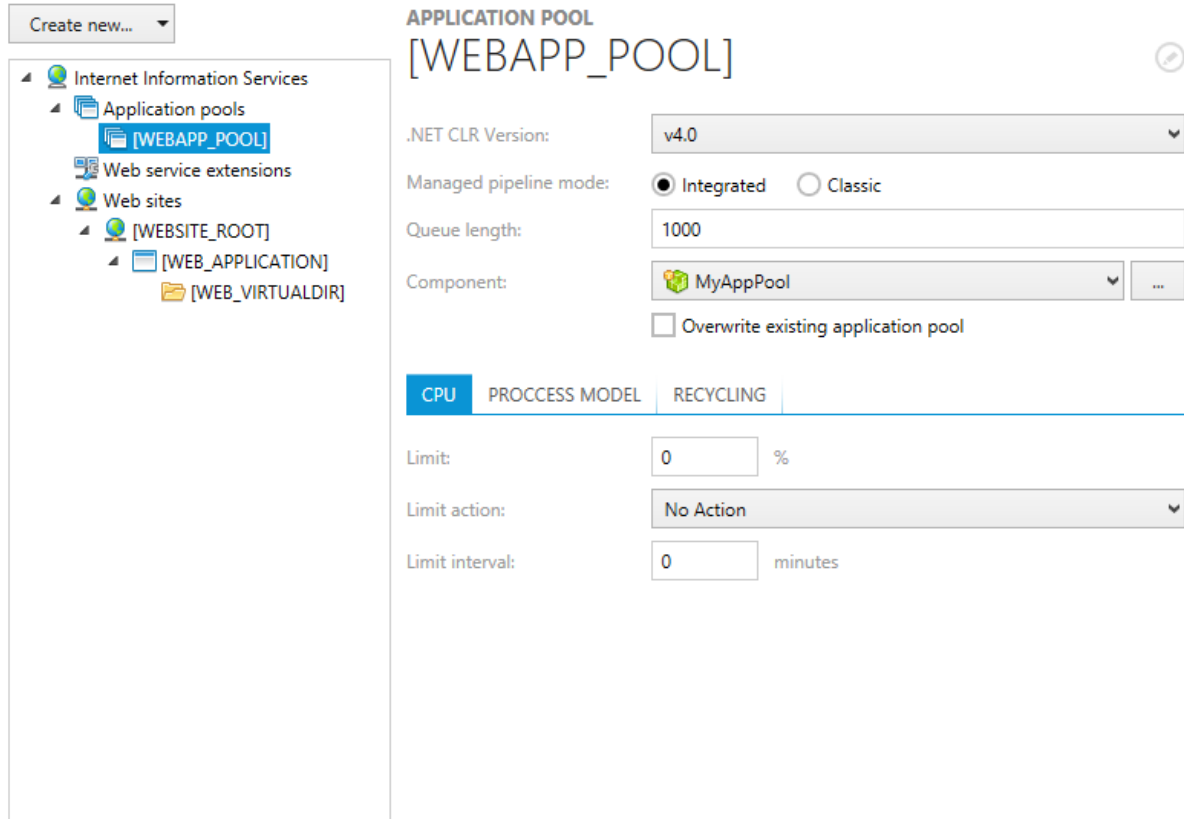 Create new...
Internet Information Services
Application pools
[WEBAPP_POOL]
Web service extensions
Web sites
[WEBSITE_ROOT]
[WEB_APPLICATION]
[WEB_VIRTUALDIR]
APPLICATION POOL
[WEBAPP_POOL]
.NET CLR Version: v4.0
Managed pipeline mode: Integrated Classic
Queue length: 1000
Component: MyAppPool ...
Overwrite existing application pool
CPU PROCCESS MODEL RECYCLING
Limit: 0 %
Limit action: No Action
Limit interval: 0 minutes